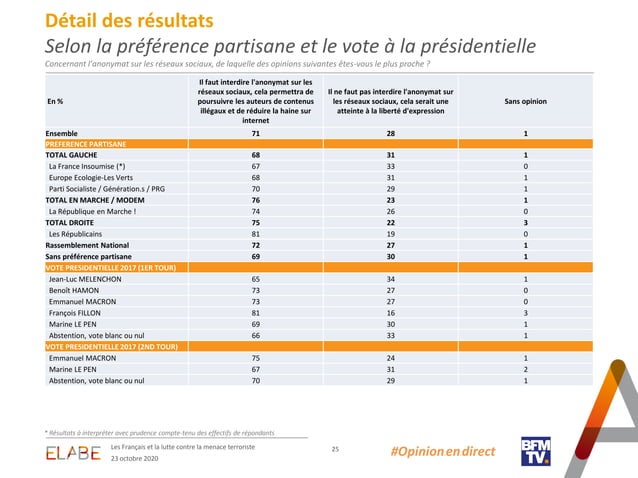 Détail des résultats
Selon la préférence partisane et le vote à la présidentielle
Concernant l'anonymat sur les réseaux sociaux, de laquelle des opinions suivantes êtes-vous le plus proche ?
En %
Il faut interdire l'anonymat sur les
réseaux sociaux, cela permettra de
poursuivre les auteurs de contenus
illégaux et de réduire la haine sur
internet
Il ne faut pas interdire l'anonymat sur
les réseaux sociaux, cela serait une
atteinte à la liberté d'expression
Sans opinion
Ensemble 71 28 1
PREFERENCE PARTISANE
TOTAL GAUCHE 68 31 1
La France Insoumise (*) 67 33 0
Europe Ecologie-Les Verts 68 31 1
Parti Socialiste / Génération.s / PRG 70 29 1
TOTAL EN MARCHE / MODEM 76 23 1
La République en Marche ! 74 26 0
TOTAL DROITE 75 22 3
Les Républicains 81 19 0
Rassemblement National 72 27 1
Sans préférence partisane 69 30 1
VOTE PRESIDENTIELLE 2017 (1ER TOUR)
Jean-Luc MELENCHON 65 34 1
Benoît HAMON 73 27 0
Emmanuel MACRON 73 27 0
François FILLON 81 16 3
Marine LE PEN 69 30 1
Abstention, vote blanc ou nul 66 33 1
VOTE PRESIDENTIELLE 2017 (2ND TOUR)
Emmanuel MACRON 75 24 1
Marine LE PEN 67 31 2
Abstention, vote blanc ou nul 70 29 1
* Résultats à interpréter avec prudence compte-tenu des effectifs de répondants
ELABE
Les Français et la lutte contre la menace terroriste
23 octobre 2020
25
#Opinionendirect
BFM
TV.